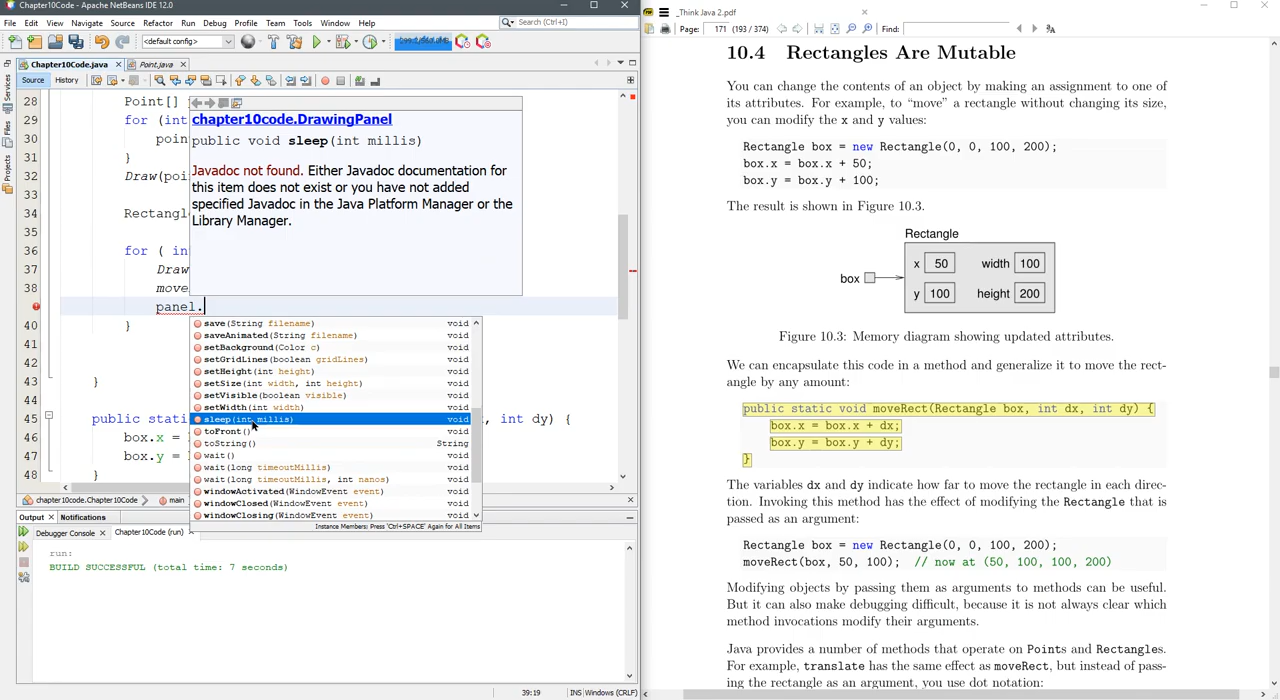 Chapter10Code - Apache NetBeans IDE 12.0
File Edit View Navigate Source Refactor Run Debug Profile Team Tools Window Help
Search (Ctrl+I)
<default config>
Chapter10Code.java
Point.java
Source History
28 Point[] p
29 for (int
30 poin
31 }
32 Draw(poi
33
34 Rectangl
35
36 for ( in
37 Draw
38 move
panel.
40 }
41
42
43 }
44
45 public stati , int dy) {
46 box.x =
47 box.y =
48 }
chapter10code.DrawingPanel
public void sleep(int millis)
Javadoc not found. Either Javadoc documentation for
this item does not exist or you have not added
specified Javadoc in the Java Platform Manager or the
Library Manager.
save(String filename) void
saveAnimated(String filename) void
setBackground(Color c) void
setGridLines(boolean gridLines) void
setHeight(int height) void
setSize(int width, int height) void
setVisible(boolean visible) void
setWidth(int width) void
sleep(int millis) void
toFront() void
toString() String
wait() void
wait(long timeoutMillis) void
wait(long timeoutMillis, int nanos) void
windowActivated(WindowEvent event) void
windowClosed(WindowEvent event) void
windowClosing(WindowEvent event) void
Instance Members; Press 'Ctrl+SPACE' Again for All Items
chapter10code.Chapter10Code
main
Output Notifications
Debugger Console Chapter10Code (run)
run:
BUILD SUCCESSFUL (total time: 7 seconds)
39:19 INS Windows (CRLF)
Services
Files
Projects
_Think Java 2.pdf
Page: 171 (193 / 374) Find:
10.4 Rectangles Are Mutable
You can change the contents of an object by making an assignment to one of
its attributes. For example, to “move” a rectangle without changing its size,
you can modify the x and y values:
Rectangle box = new Rectangle(0, 0, 100, 200);
box.x = box.x + 50;
box.y = box.y + 100;
The result is shown in Figure 10.3.
Rectangle
x 50 width 100
box
y 100 height 200
Figure 10.3: Memory diagram showing updated attributes.
We can encapsulate this code in a method and generalize it to move the rect-
angle by any amount:
public static void moveRect(Rectangle box, int dx, int dy) {
box.x = box.x + dx;
box.y = box.y + dy;
}
The variables dx and dy indicate how far to move the rectangle in each direc-
tion. Invoking this method has the effect of modifying the Rectangle that is
passed as an argument:
Rectangle box = new Rectangle(0, 0, 100, 200);
moveRect(box, 50, 100); // now at (50, 100, 100, 200)
Modifying objects by passing them as arguments to methods can be useful.
But it can also make debugging difficult, because it is not always clear which
method invocations modify their arguments.
Java provides a number of methods that operate on Points and Rectangles.
For example, translate has the same effect as moveRect, but instead of pass-
ing the rectangle as an argument, you use dot notation: